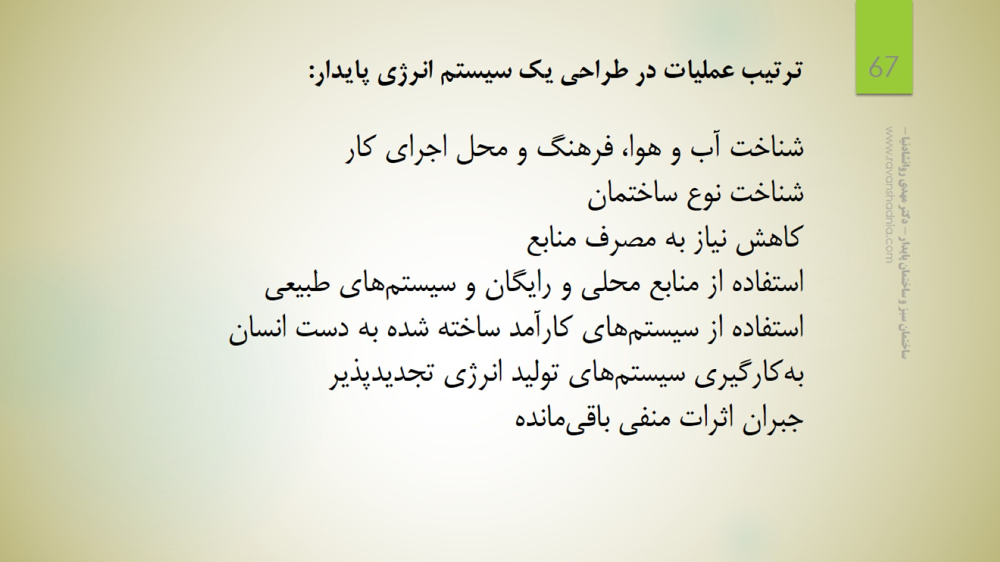 67
ترتیب عملیات در طراحی یک سیستم انرژی پایدار:
شناخت آب و هوا، فرهنگ و محل اجرای کار
شناخت نوع ساختمان
کاهش نیاز به مصرف منابع
استفاده از منابع محلی و رایگان و سیستم‌های طبیعی
استفاده از سیستم‌های کارآمد ساخته شده به دست انسان
به‌کارگیری سیستم‌های تولید انرژی تجدیدپذیر
جبران اثرات منفی باقی‌مانده
ساختمان سبز و ساختمان پایدار – دکتر مهدی روانشادنیا –
www.ravanshadnia.com